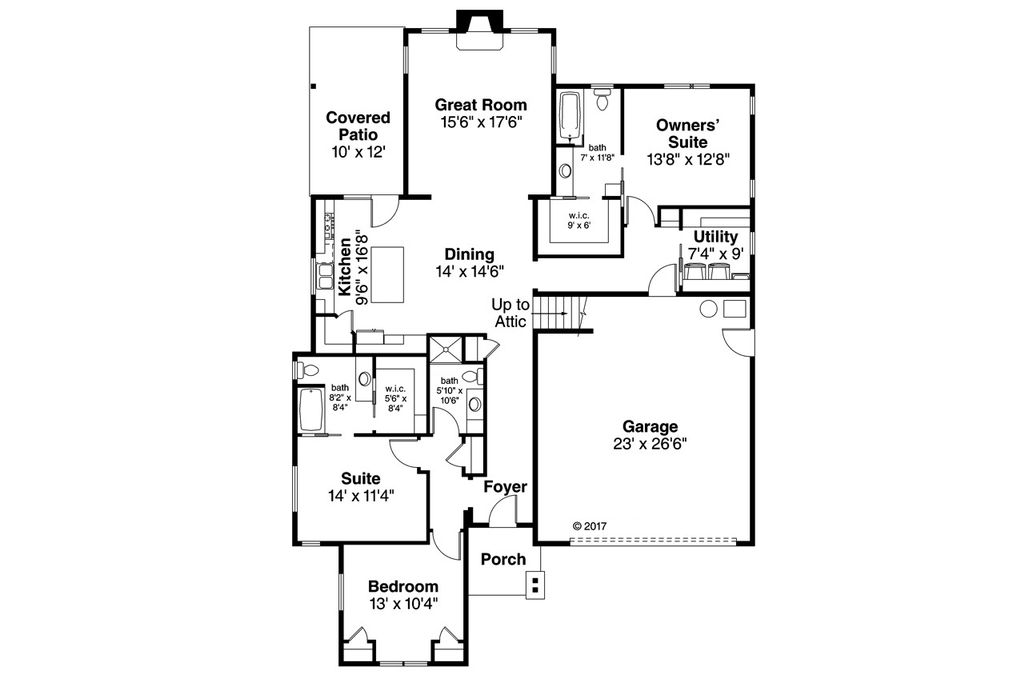 Covered
Patio
10' x 12'
Great Room
15'6" x 17'6"
bath
7' x 11'8"
Owners'
Suite
13'8" x 12'8"
w.i.c.
9' x 6'
Utility
7'4" x 9'
Kitchen
9'6" x 16'8"
Dining
14' x 14'6"
Up to
Attic
bath
8'2" x
8'4"
w.i.c.
5'6" x
8'4"
bath
5'10" x
10'6"
Garage
23' x 26'6"
Suite
14' x 11'4"
Foyer
© 2017
Porch
Bedroom
13' x 10'4"